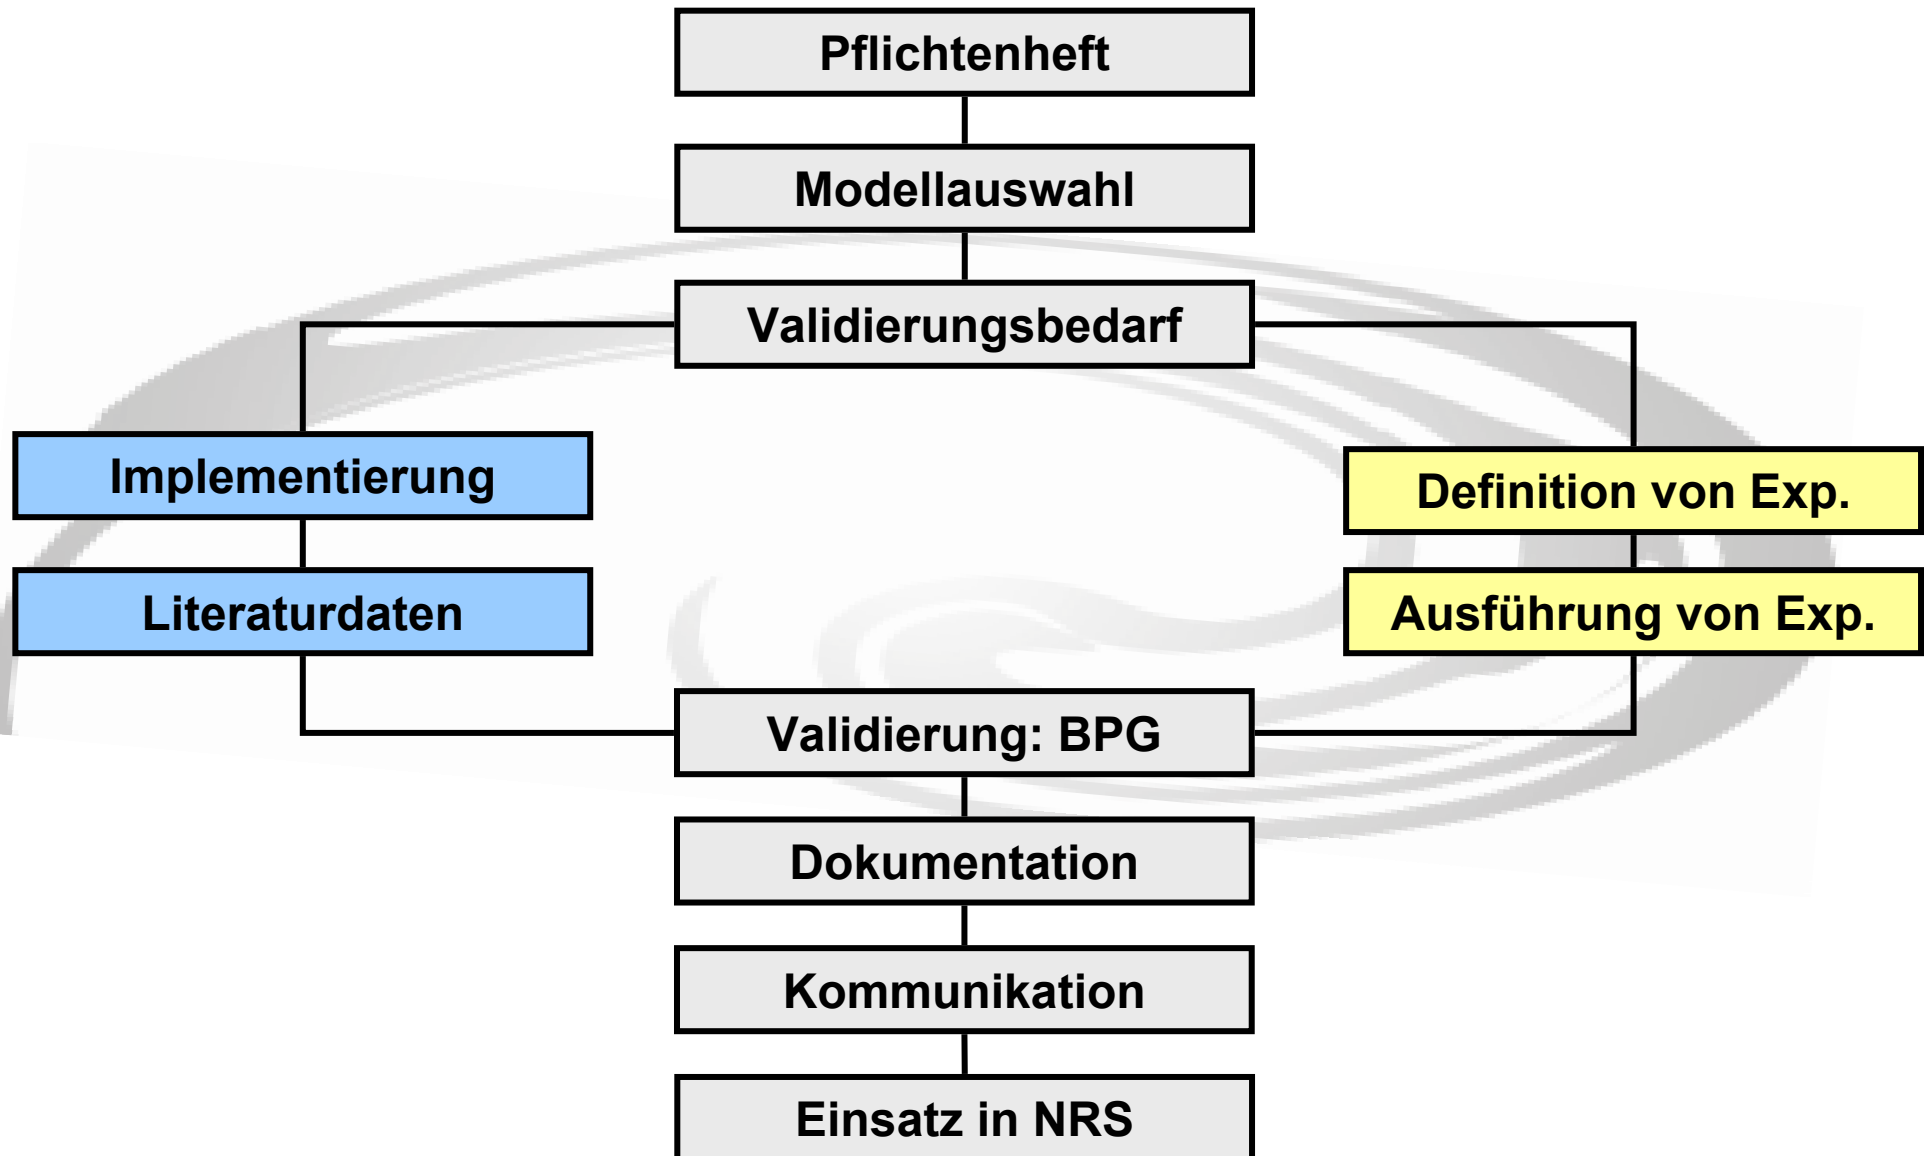 Pflichtenheft
Modellauswahl
Validierungsbedarf
Implementierung
Literaturdaten
Definition von Exp.
Ausführung von Exp.
Validierung: BPG
Dokumentation
Kommunikation
Einsatz in NRS